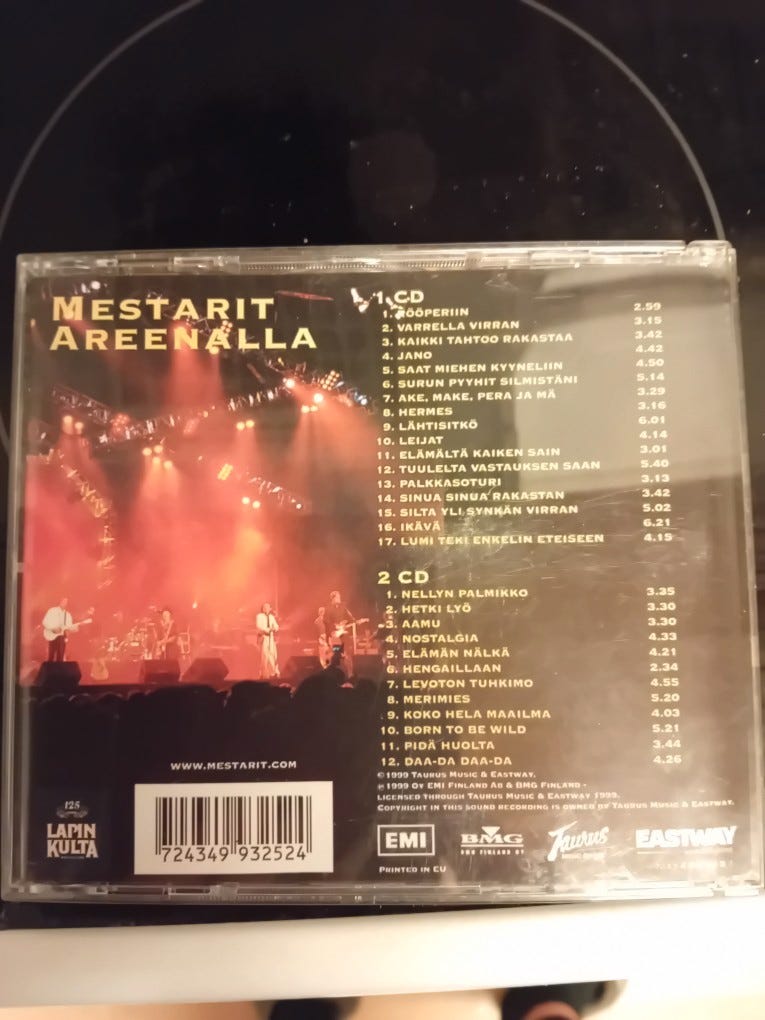 MESTARIT
AREENALLA
1 CD
1. RÖÖPERIIN 2.59
2. VARRELLA VIRRAN 3.15
3. KAIKKI TAHTOO RAKASTAA 3.42
4. JANO 4.42
5. SAAT MIEHEN KYYNELIIN 4.50
6. SURUN PYYHIT SILMISTÄNI 5.14
7. AKE, MAKE, PERA JA MÄ 3.29
8. HERMES 3.16
9. LÄHTISITKÖ 6.01
10. LEIJAT 4.14
11. ELÄMÄLTÄ KAIKEN SAIN 3.01
12. TUULELTA VASTAUKSEN SAAN 5.40
13. PALKKASOTURI 3.13
14. SINUA SINUA RAKASTAN 3.42
15. SILTA YLI SYNKÄN VIRRAN 5.02
16. IKÄVÄ 6.21
17. LUMI TEKI ENKELIN ETEISEEN 4.15
2 CD
1. NELLYN PALMIKKO 3.35
2. HETKI LYÖ 3.30
3. AAMU 3.30
4. NOSTALGIA 4.33
5. ELÄMÄN NÄLKÄ 4.21
6. HENGAILLAAN 2.34
7. LEVOTON TUHKIMO 4.55
8. MERIMIES 5.20
9. KOKO HELA MAAILMA 4.03
10. BORN TO BE WILD 5.21
11. PIDÄ HUOLTA 3.44
12. DAA-DA DAA-DA 4.26
© 1999 TAURUS MUSIC & EASTWAY.
℗ 1999 OY EMI FINLAND AB & BMG FINLAND -
LICENSED THROUGH TAURUS MUSIC & EASTWAY 1999.
COPYRIGHT IN THIS SOUND RECORDING IS OWNED BY TAURUS MUSIC & EASTWAY.
WWW.MESTARIT.COM
125
LAPIN
KULTA
7 24349 93252 4
EMI
BMG
BMG FINLAND OY
Taurus
EASTWAY
PRINTED IN EU